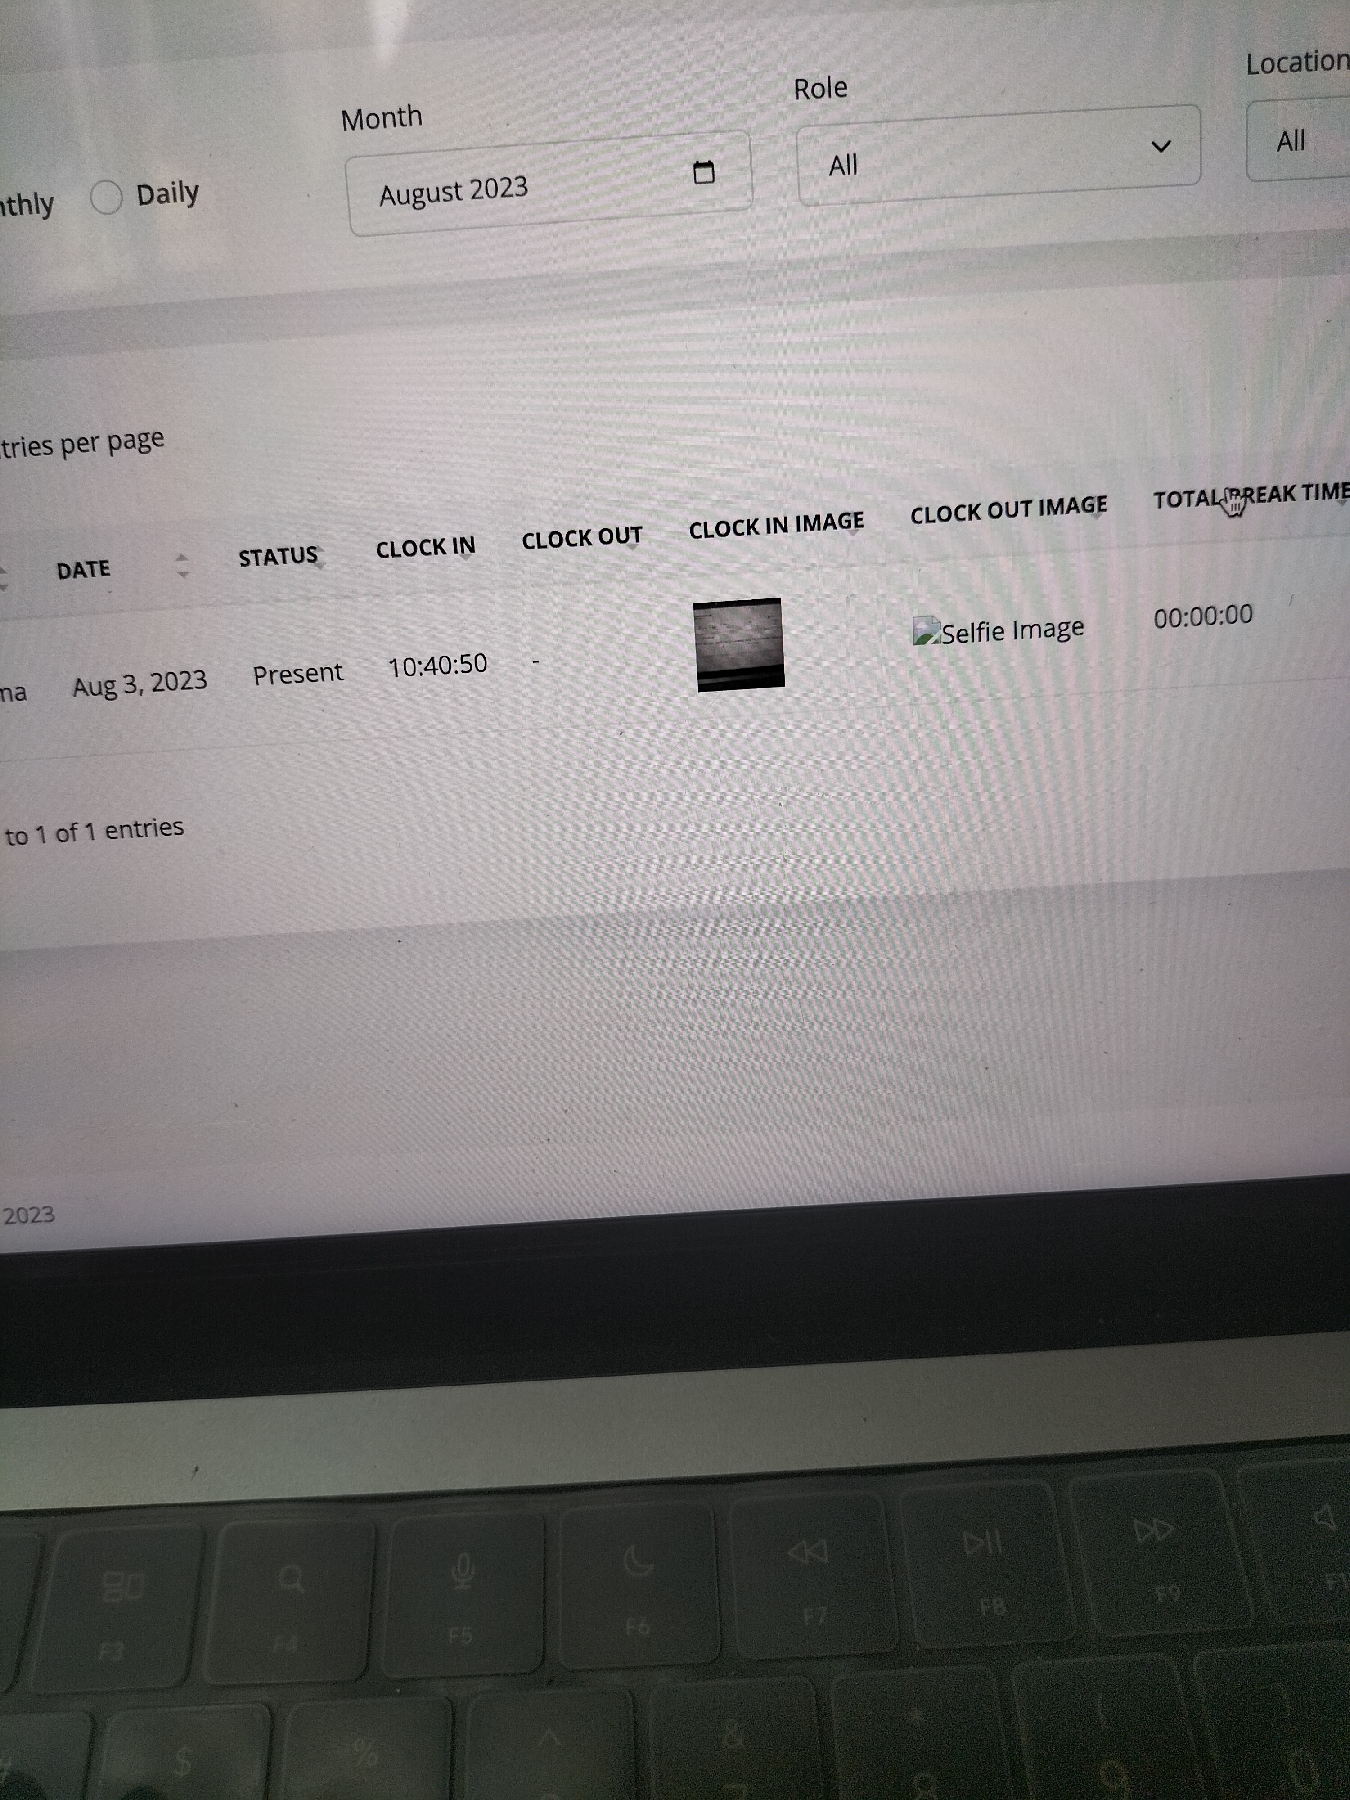 Location
Role
Month
All
All
August 2023
nthly Daily
tries per page
DATE STATUS CLOCK IN CLOCK OUT CLOCK IN IMAGE CLOCK OUT IMAGE TOTAL BREAK TIME
na Aug 3, 2023 Present 10:40:50 - Selfie Image 00:00:00
to 1 of 1 entries
2023
F3 F4 F5 F6 F7 F8 F9
$ % ^ & *